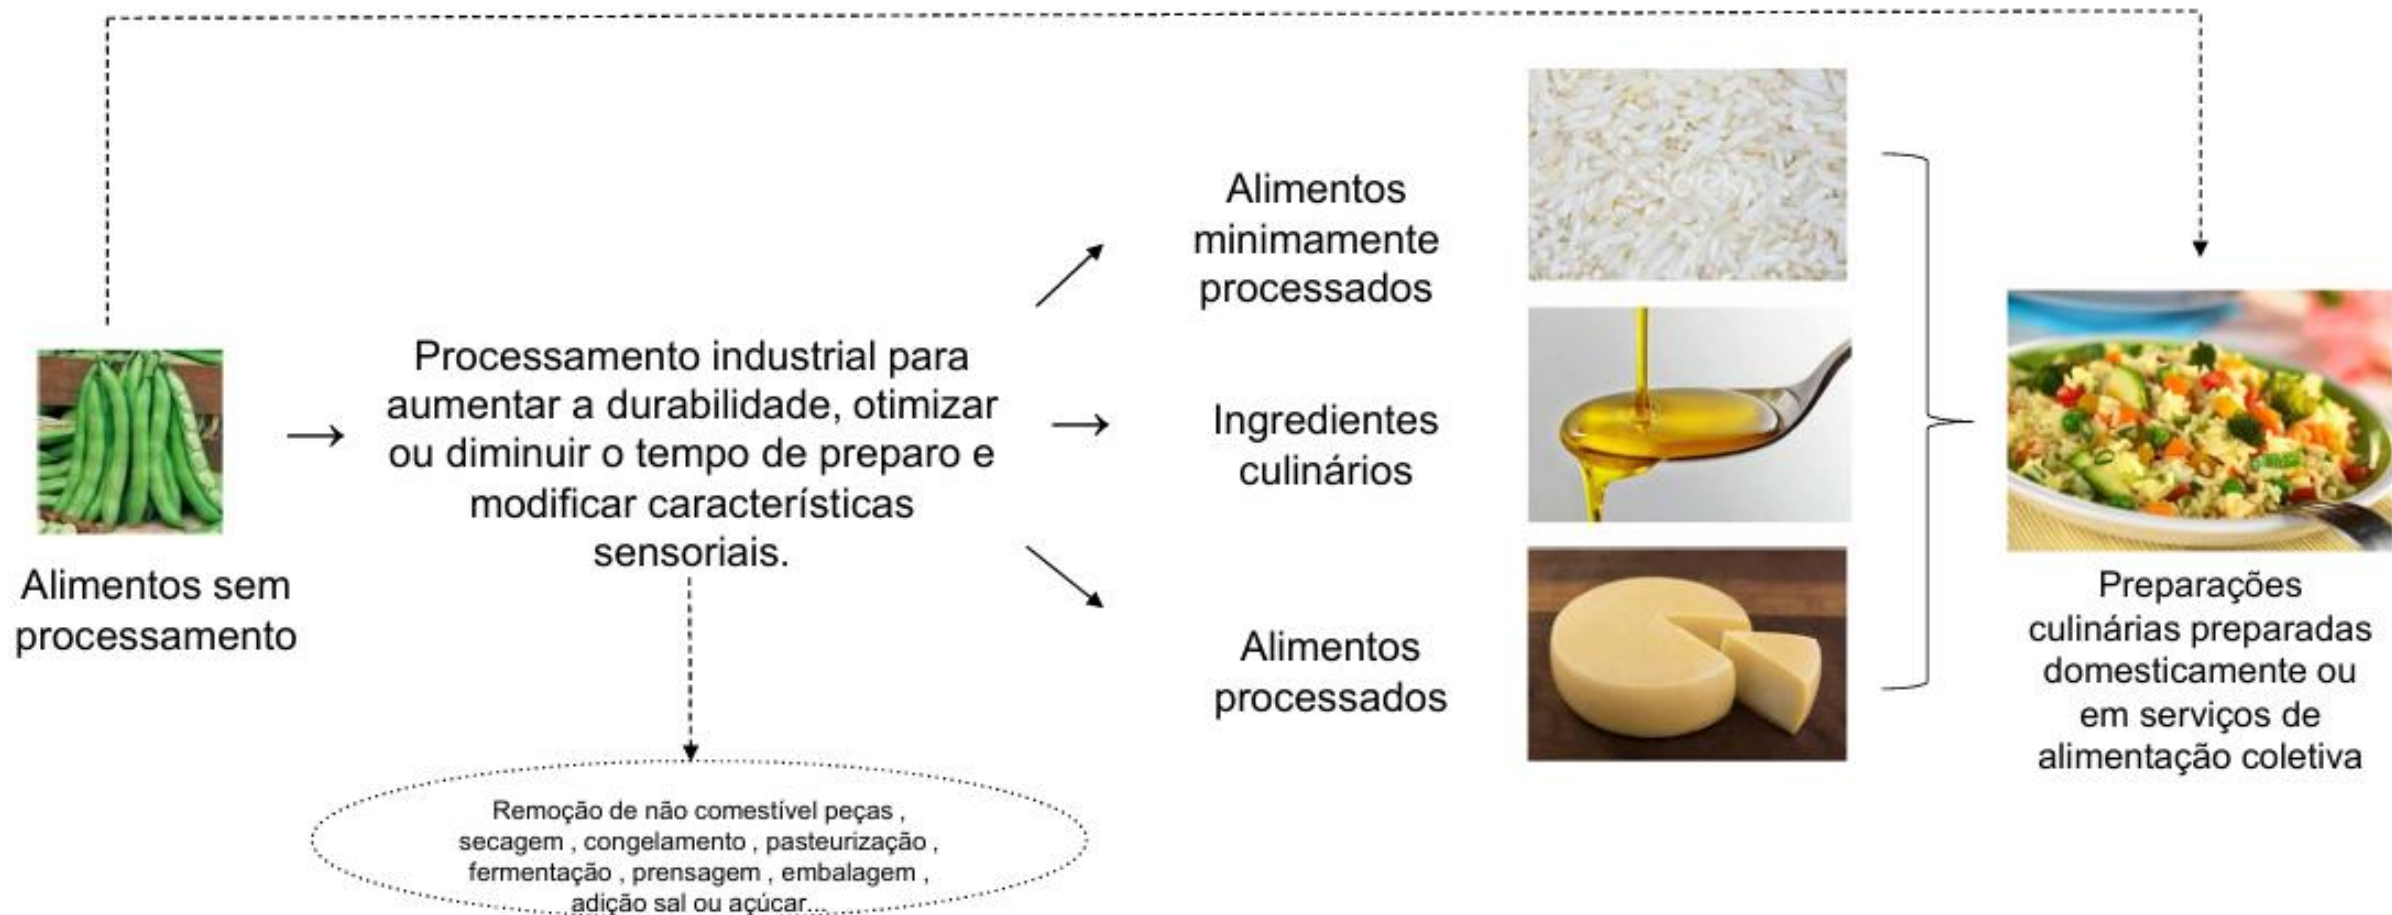 Alimentos sem
processamento
Processamento industrial para
aumentar a durabilidade, otimizar
ou diminuir o tempo de preparo e
modificar características
sensoriais.
Remoção de não comestível peças ,
secagem , congelamento , pasteurização ,
fermentação , prensagem , embalagem ,
adição sal ou açúcar...
Alimentos
minimamente
processados
Ingredientes
culinários
Alimentos
processados
Preparações
culinárias preparadas
domesticamente ou
em serviços de
alimentação coletiva